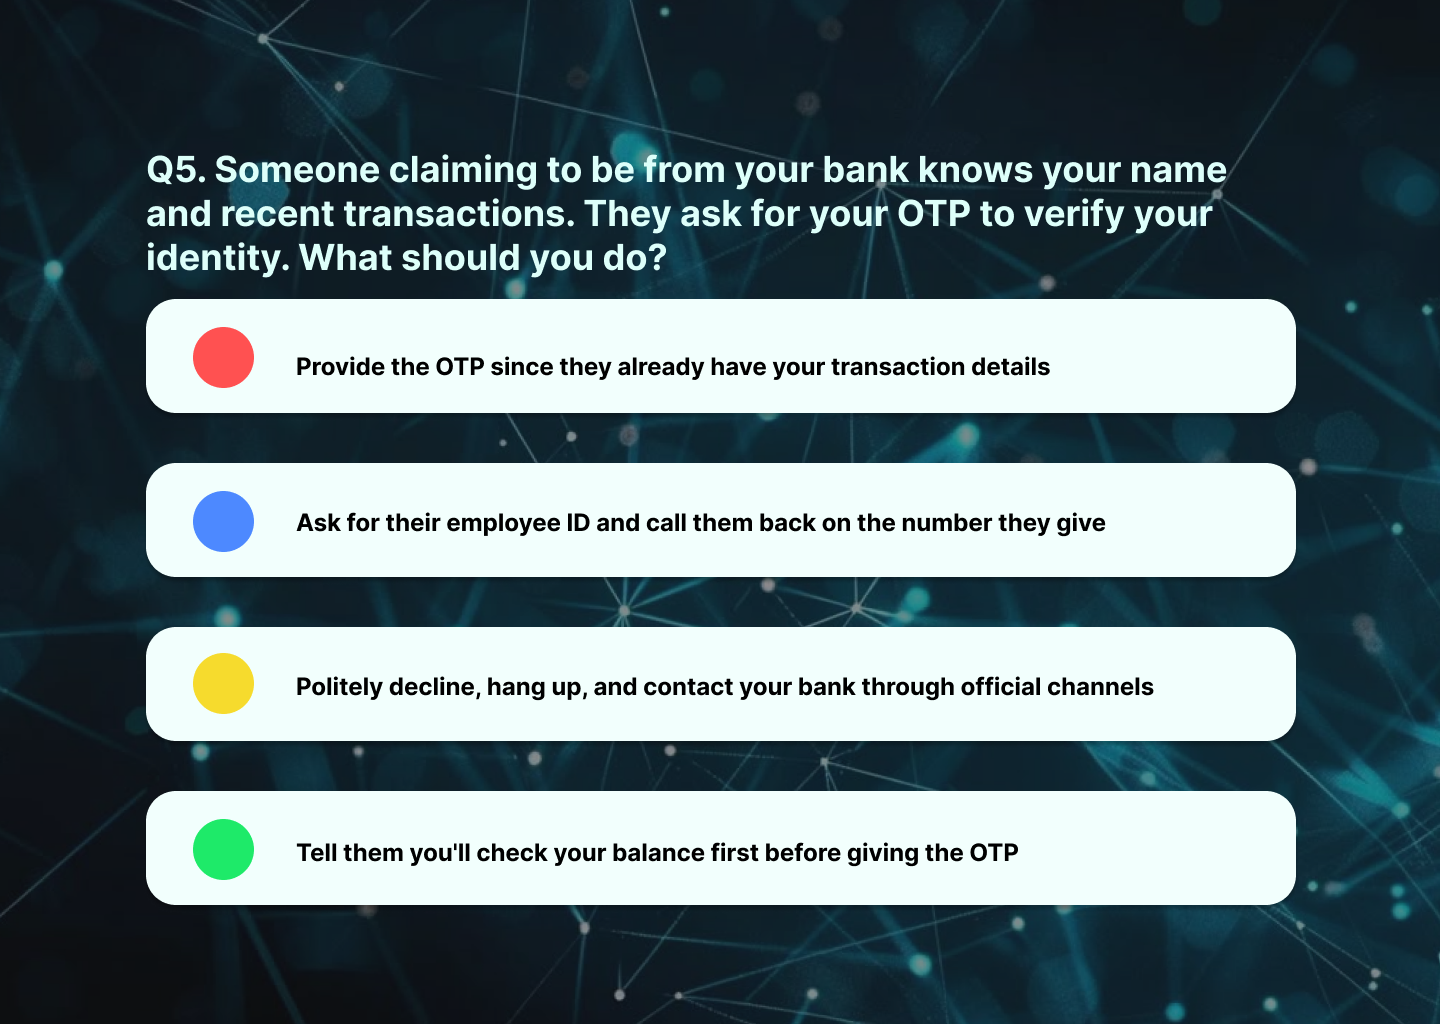 Q5. Someone claiming to be from your bank knows your name
and recent transactions. They ask for your OTP to verify your
identity. What should you do?
Provide the OTP since they already have your transaction details
Ask for their employee ID and call them back on the number they give
Politely decline, hang up, and contact your bank through official channels
Tell them you'll check your balance first before giving the OTP